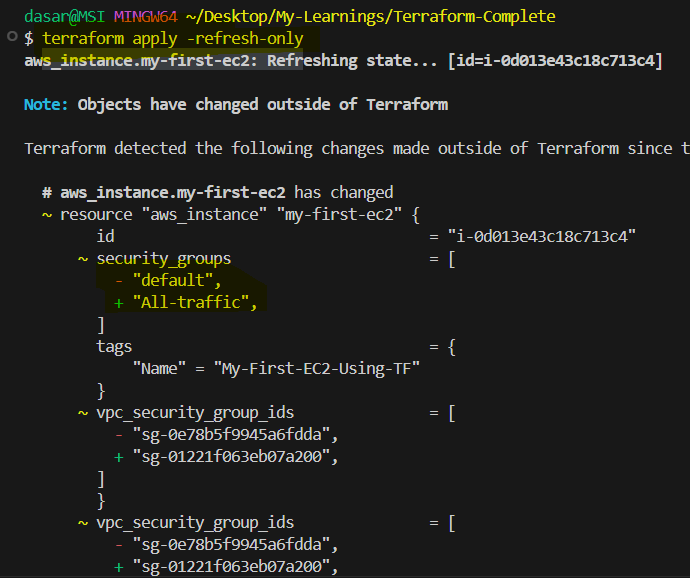 dasar@MSI MINGW64 ~/Desktop/My-Learnings/Terraform-Complete
$ terraform apply -refresh-only
aws_instance.my-first-ec2: Refreshing state... [id=i-0d013e43c18c713c4]
Note: Objects have changed outside of Terraform
Terraform detected the following changes made outside of Terraform since t
# aws_instance.my-first-ec2 has changed
~ resource "aws_instance" "my-first-ec2" {
id = "i-0d013e43c18c713c4"
~ security_groups = [
- "default",
+ "All-traffic",
]
tags = {
"Name" = "My-First-EC2-Using-TF"
}
~ vpc_security_group_ids = [
- "sg-0e78b5f9945a6fdda",
+ "sg-01221f063eb07a200",
]
}
~ vpc_security_group_ids = [
- "sg-0e78b5f9945a6fdda",
+ "sg-01221f063eb07a200",